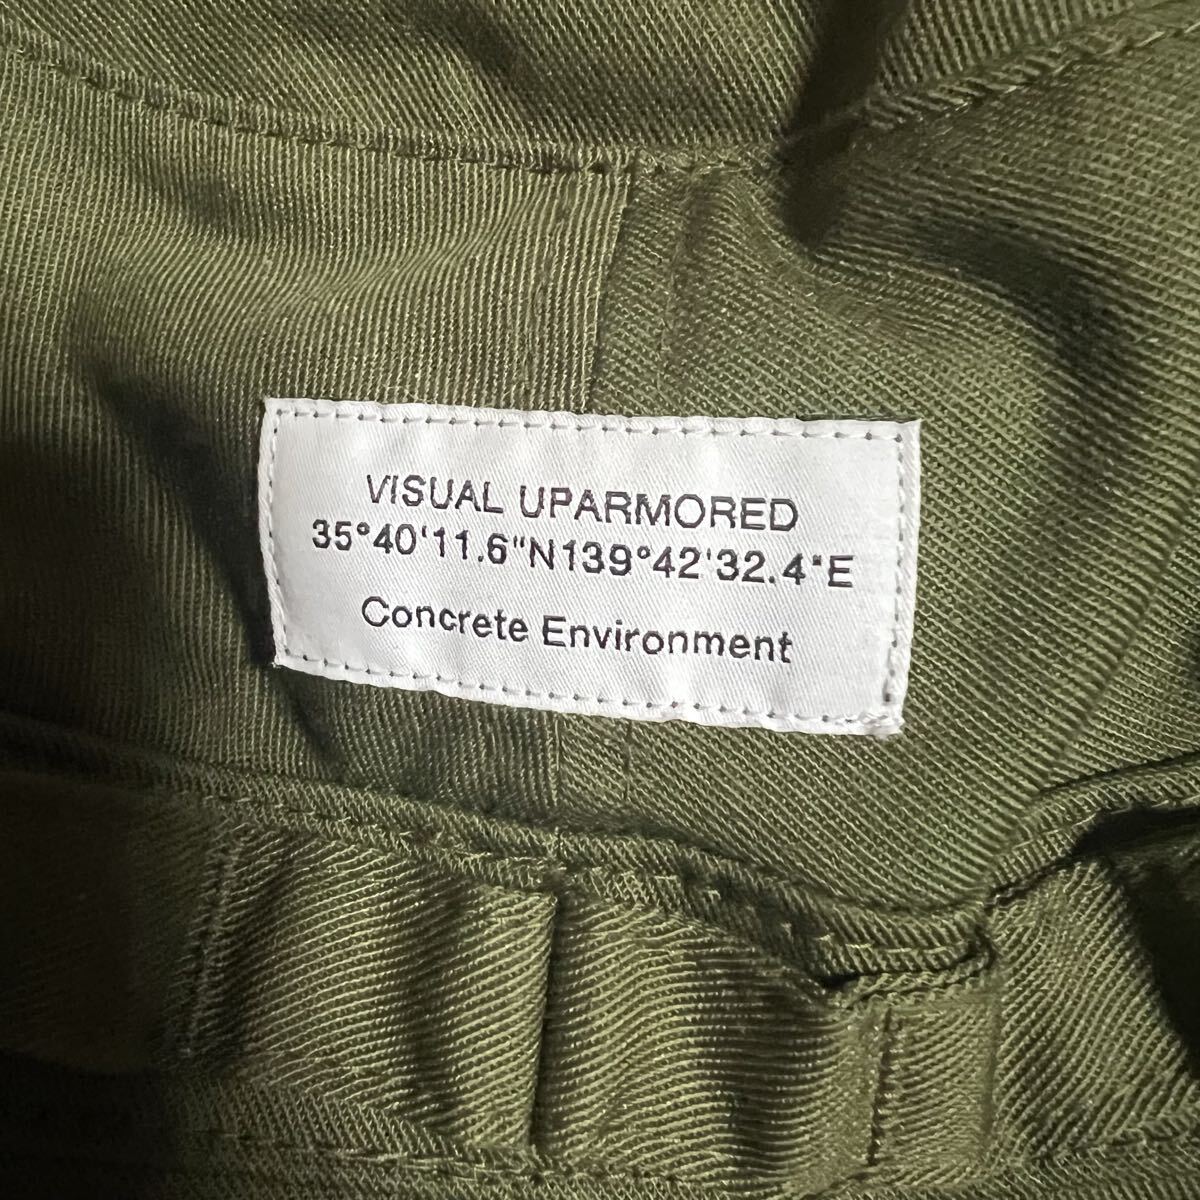 VISUAL UPARMORED
35°40'11.6"N139°42'32.4"E
Concrete Environment